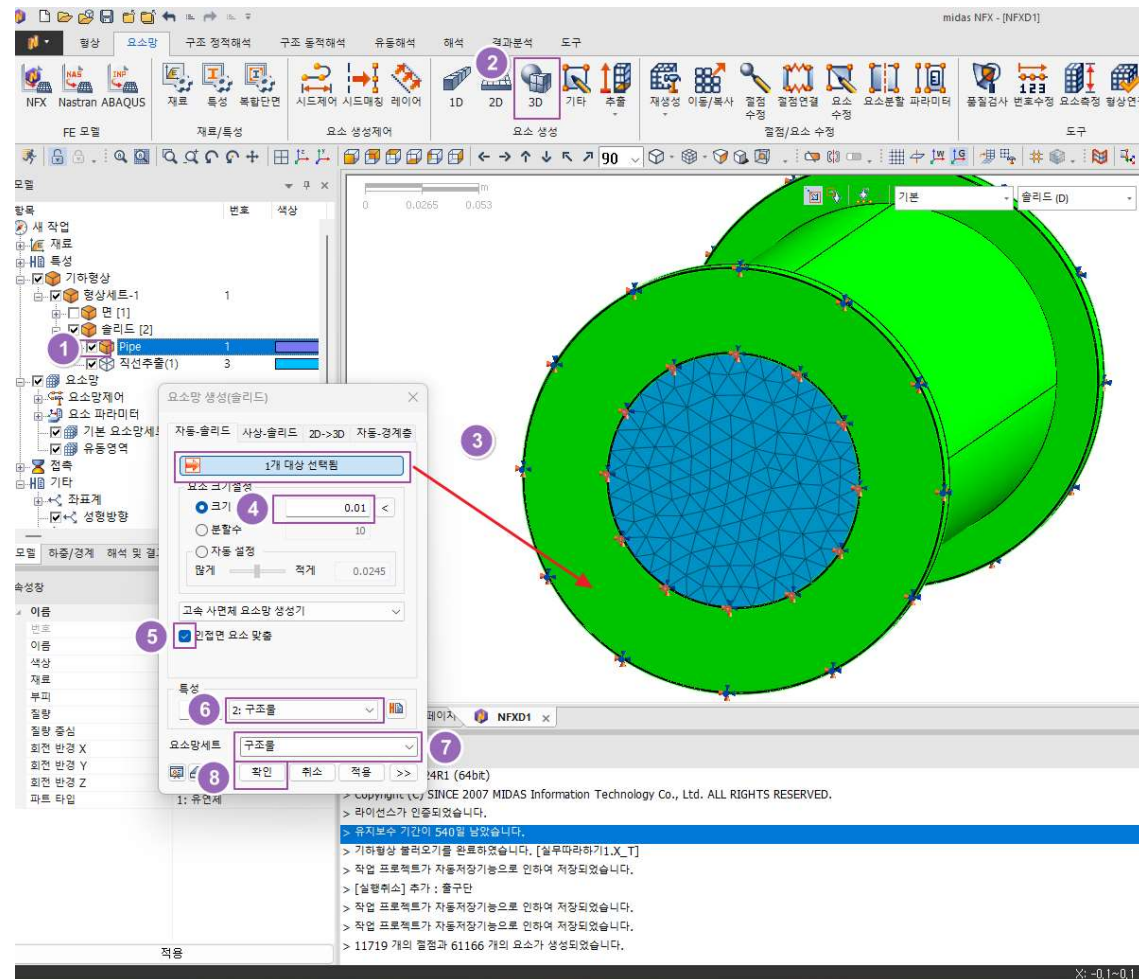 midas NFX - [NFXD1]
형상 요소망 구조 정적해석 구조 동적해석 유동해석 해석 결과분석 도구
2
NAS INP
NFX Nastran ABAQUS 재료 특성 복합단면 시드제어 시드매칭 레이어 1D 2D 3D 기타 추출 재생성 이동/복사 절점 수정 절점연결 요소 수정 요소분할 파라미터 품질검사 번호수정 요소측정
FE 모델 재료/특성 요소 생성제어 요소 생성 절점/요소 수정 도구
90
모델
항목 번호 색상
새 작업
재료
특성
기하형상
형상세트-1 1
면 [1]
솔리드 [2]
1 Pipe 1
직선추출(1) 3
요소망
요소망제어
요소 파라미터
기본 요소망세
유동영역
접촉
기타
좌표계
성형방향
모델 하중/경계 해석 및 결
속성창
이름
번호
이름
색상
재료
부피
질량
질량 중심
회전 반경 X
회전 반경 Y
회전 반경 Z
파트 타입 1: 유연체
적용
요소망 생성(솔리드)
자동-솔리드 사상-솔리드 2D->3D 자동-경계층
1개 대상 선택됨
요소 크기설정
크기 4 0.01 <
분할수 10
자동 설정
많게 적게 0.0245
고속 사면체 요소망 생성기
5 인접면 요소 맞춤
특성
6 2: 구조물
요소망세트 구조물 7
8 확인 취소 적용 >>
m
0 0.0265 0.053
기본 솔리드 (D)
3
페이지 NFXD1 x
24R1 (64bit)
> Copyright (C) SINCE 2007 MIDAS Information Technology Co., Ltd. ALL RIGHTS RESERVED.
> 라이선스가 인증되었습니다.
> 유지보수 기간이 540일 남았습니다.
> 기하형상 불러오기를 완료하였습니다. [실무따라하기1.X_T]
> 작업 프로젝트가 자동저장기능으로 인하여 저장되었습니다.
> [실행취소] 추가 : 출구단
> 작업 프로젝트가 자동저장기능으로 인하여 저장되었습니다.
> 작업 프로젝트가 자동저장기능으로 인하여 저장되었습니다.
> 11719 개의 절점과 61166 개의 요소가 생성되었습니다.
X: -0.1~0.1